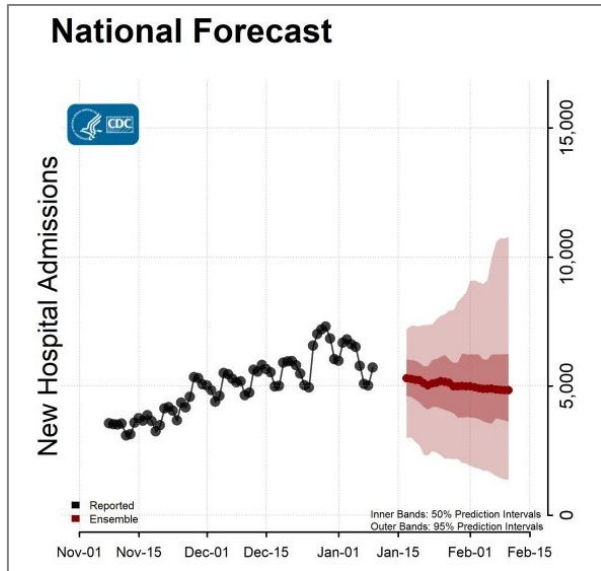 National Forecast
CDC
New Hospital Admissions
15,000
10,000
5,000
0
Reported
Ensemble
Inner Bands: 50% Prediction Intervals
Outer Bands: 95% Prediction Intervals
Nov-01 Nov-15 Dec-01 Dec-15 Jan-01 Jan-15 Feb-01 Feb-15